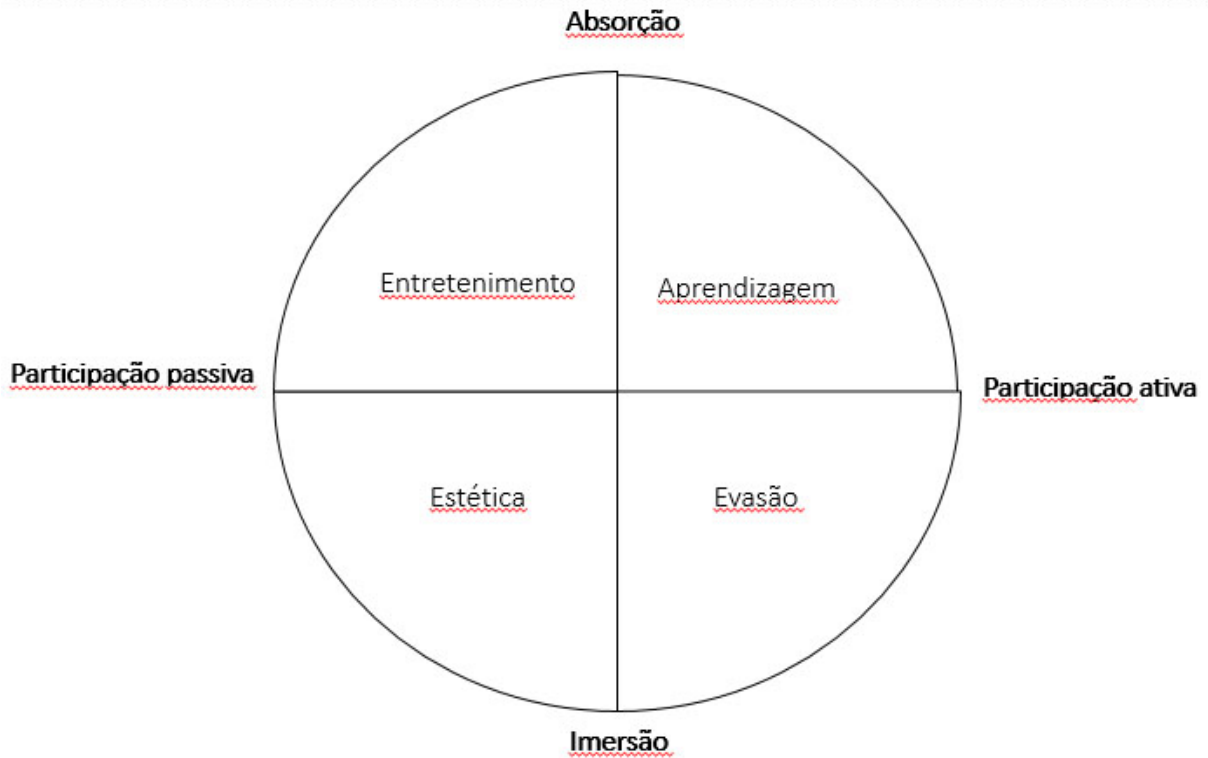 Absorção
Entretenimento
Aprendizagem
Participação passiva
Participação ativa
Estética
Evasão
Imersão